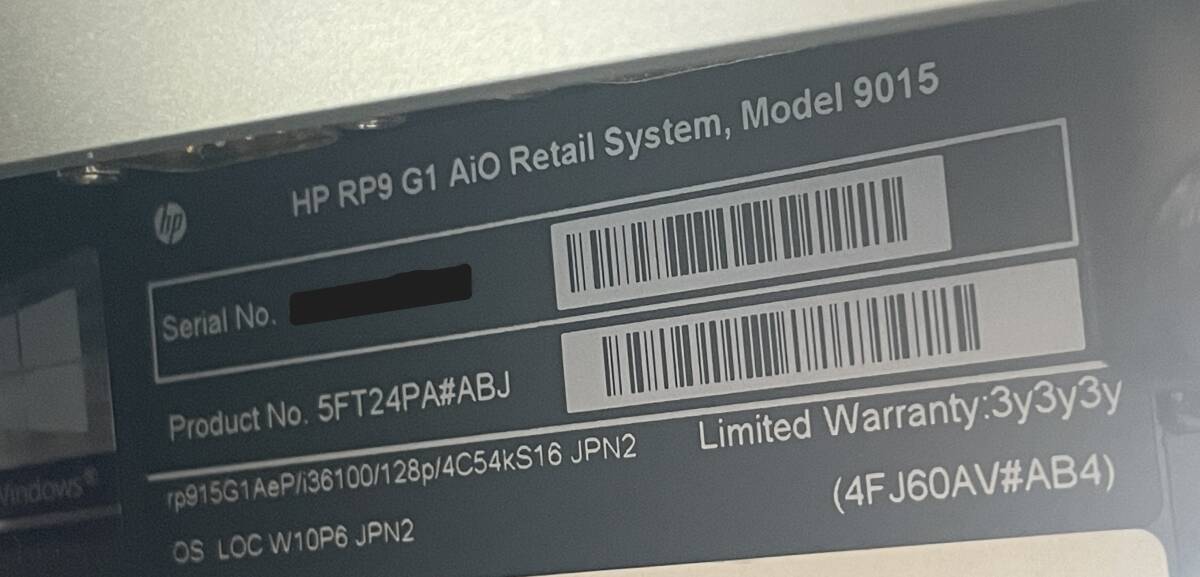 HP RP9 G1 AiO Retail System, Model 9015
hp
Serial No.
Product No. 5FT24PA#ABJ
rp915G1AeP/i36100/128p/4C54kS16 JPN2
Limited Warranty:3y3y3y
(4FJ60AV#AB4)
OS LOC W10P6 JPN2
Windows®